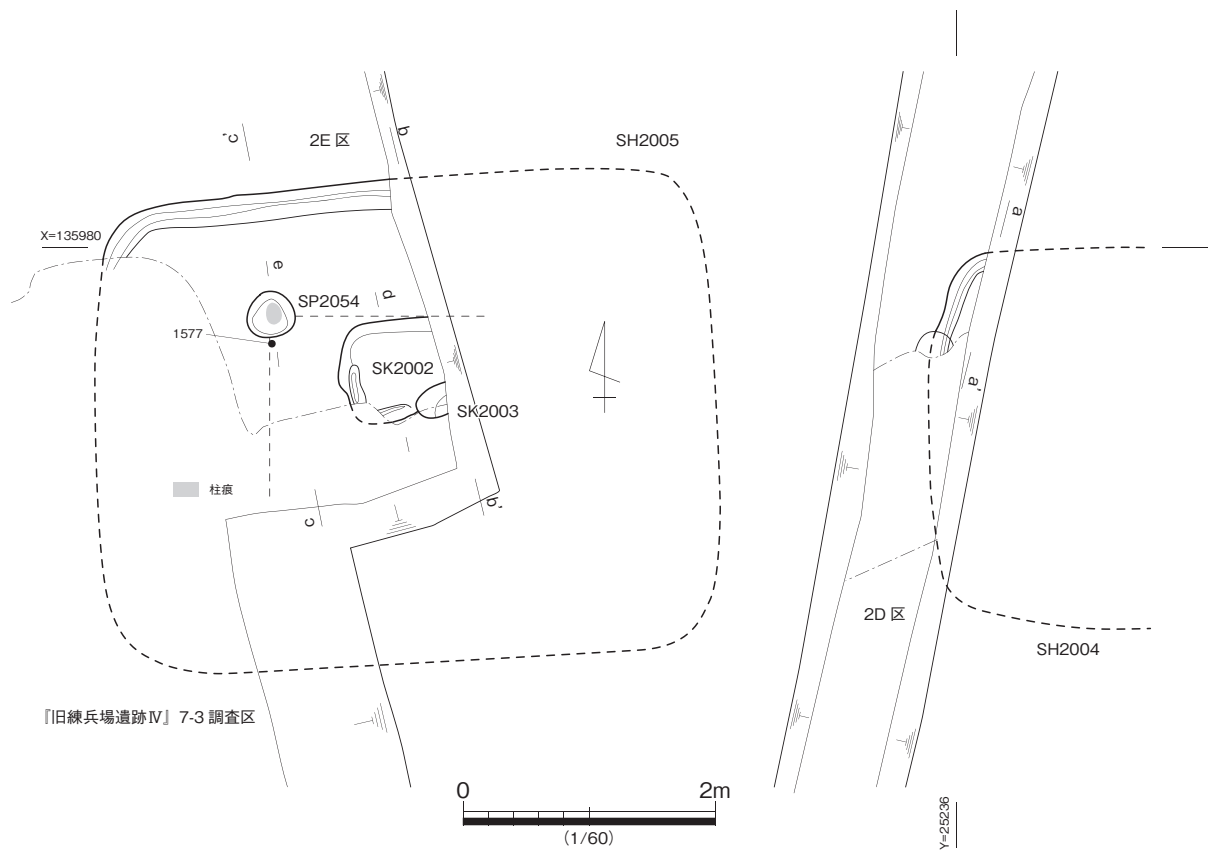 2E 区
SH2005
c'
b
X=135980
a
e
d
SP2054
1577
SK2002
SK2003
a'
柱痕
b'
c
2D 区
SH2004
『旧練兵場遺跡Ⅳ』7-3 調査区
0 2m
(1/60)
Y=25236